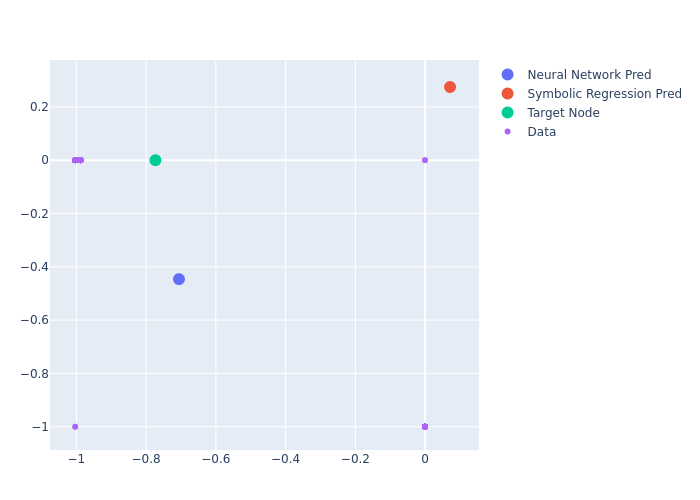 Neural Network Pred
Symbolic Regression Pred
Target Node
Data
0.2
0
−0.2
−0.4
−0.6
−0.8
−1
−1 −0.8 −0.6 −0.4 −0.2 0